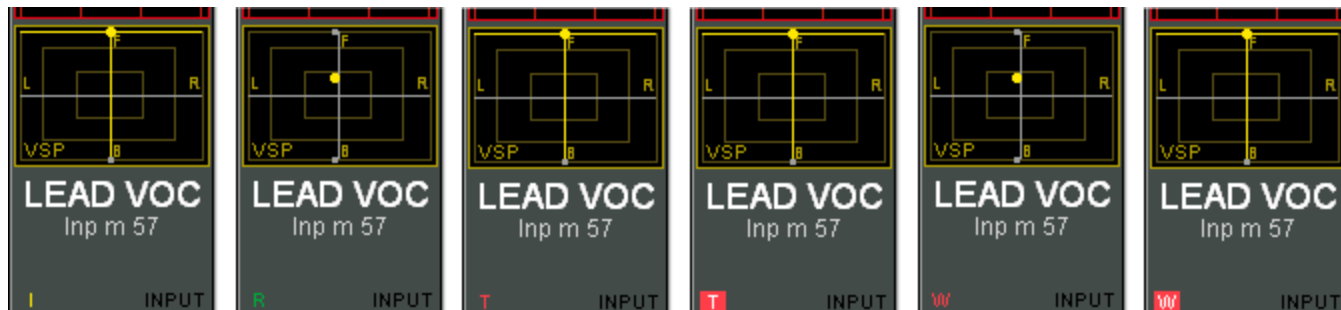 F F F F F F
L R L R L R L R L R L R
VSP B VSP B VSP B VSP B VSP B VSP B
LEAD VOC LEAD VOC LEAD VOC LEAD VOC LEAD VOC LEAD VOC
Inp m 57 Inp m 57 Inp m 57 Inp m 57 Inp m 57 Inp m 57
I INPUT R INPUT T INPUT T INPUT W INPUT W INPUT